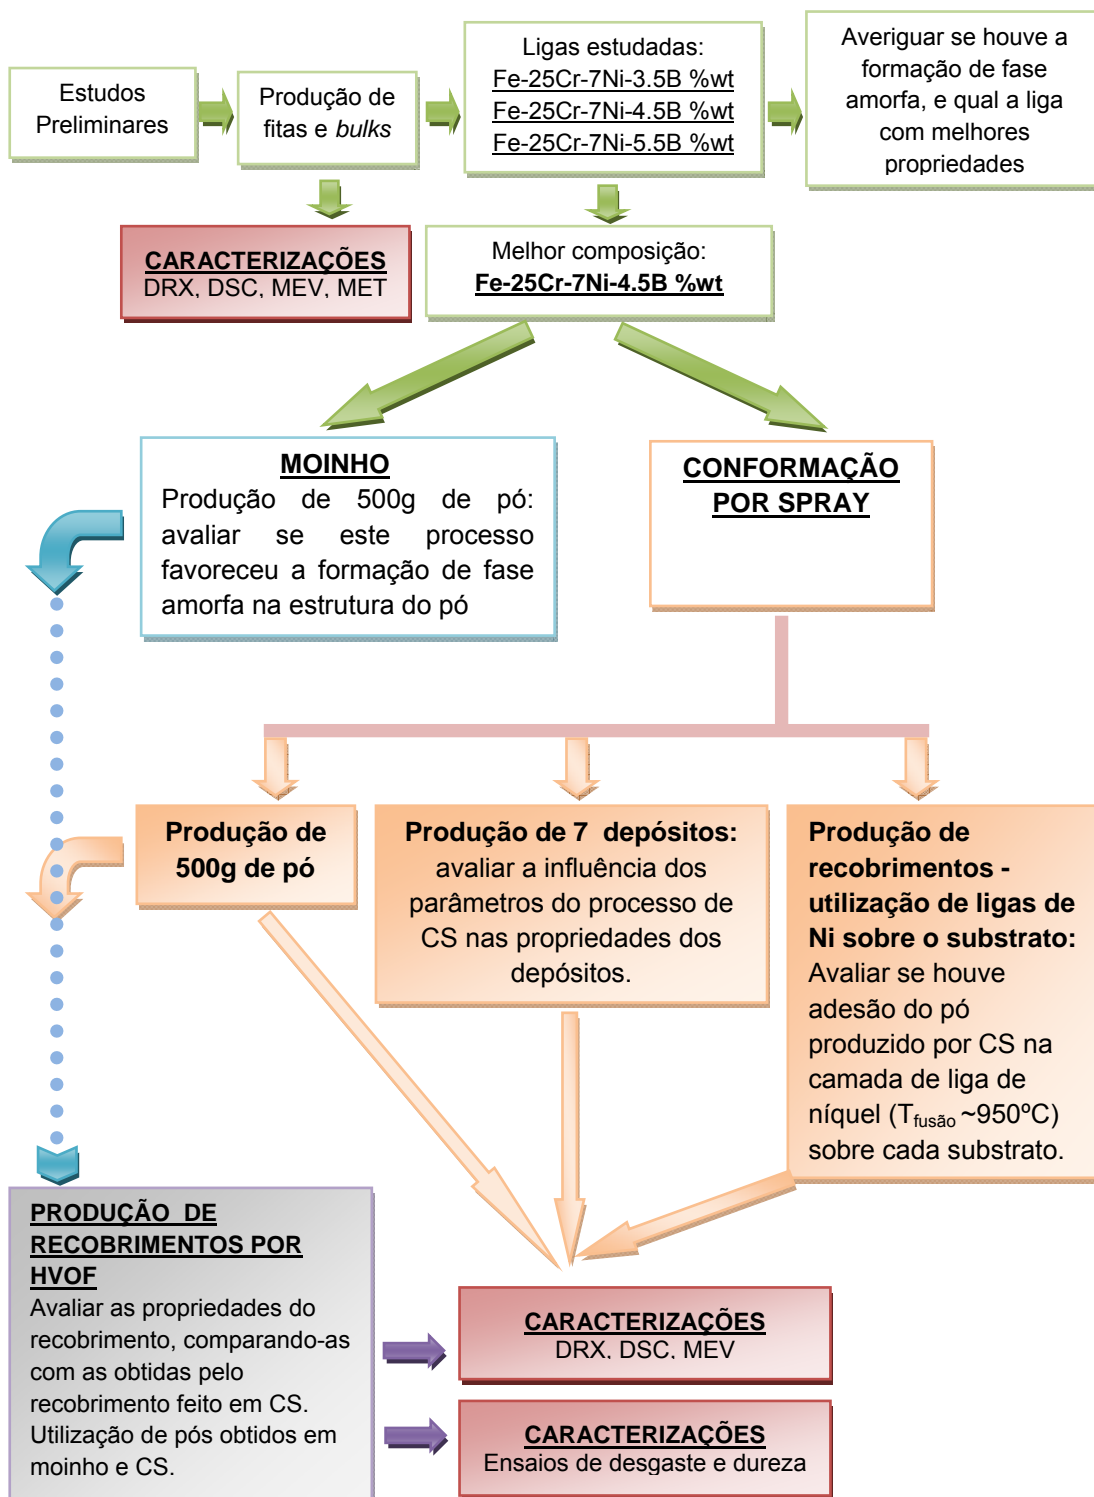 Estudos
Preliminares
Produção de
fitas e bulks
Ligas estudadas:
Fe-25Cr-7Ni-3.5B %wt
Fe-25Cr-7Ni-4.5B %wt
Fe-25Cr-7Ni-5.5B %wt
Averiguar se houve a
formação de fase
amorfa, e qual a liga
com melhores
propriedades
CARACTERIZAÇÕES
DRX, DSC, MEV, MET
Melhor composição:
Fe-25Cr-7Ni-4.5B %wt
MOINHO
Produção de 500g de pó:
avaliar se este processo
favoreceu a formação de fase
amorfa na estrutura do pó
CONFORMAÇÃO
POR SPRAY
Produção de
500g de pó
Produção de 7 depósitos:
avaliar a influência dos
parâmetros do processo de
CS nas propriedades dos
depósitos.
Produção de
recobrimentos -
utilização de ligas de
Ni sobre o substrato:
Avaliar se houve
adesão do pó
produzido por CS na
camada de liga de
níquel (Tfusão ~950ºC)
sobre cada substrato.
PRODUÇÃO DE
RECOBRIMENTOS POR
HVOF
Avaliar as propriedades do
recobrimento, comparando-as
com as obtidas pelo
recobrimento feito em CS.
Utilização de pós obtidos em
moinho e CS.
CARACTERIZAÇÕES
DRX, DSC, MEV
CARACTERIZAÇÕES
Ensaios de desgaste e dureza